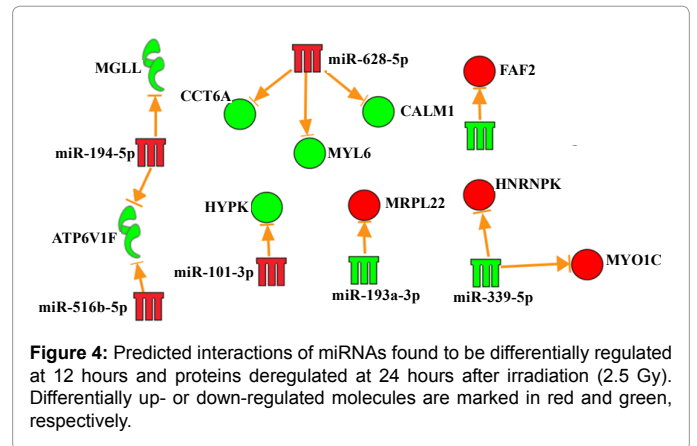 MGLL
miR-628-5p
FAF2
CCT6A
CALM1
miR-194-5p
MYL6
HNRNPK
HYPK
MRPL22
ATP6V1F
MYO1C
miR-101-3p
miR-193a-3p
miR-339-5p
miR-516b-5p
Figure 4: Predicted interactions of miRNAs found to be differentially regulated
at 12 hours and proteins deregulated at 24 hours after irradiation (2.5 Gy).
Differentially up- or down-regulated molecules are marked in red and green,
respectively.